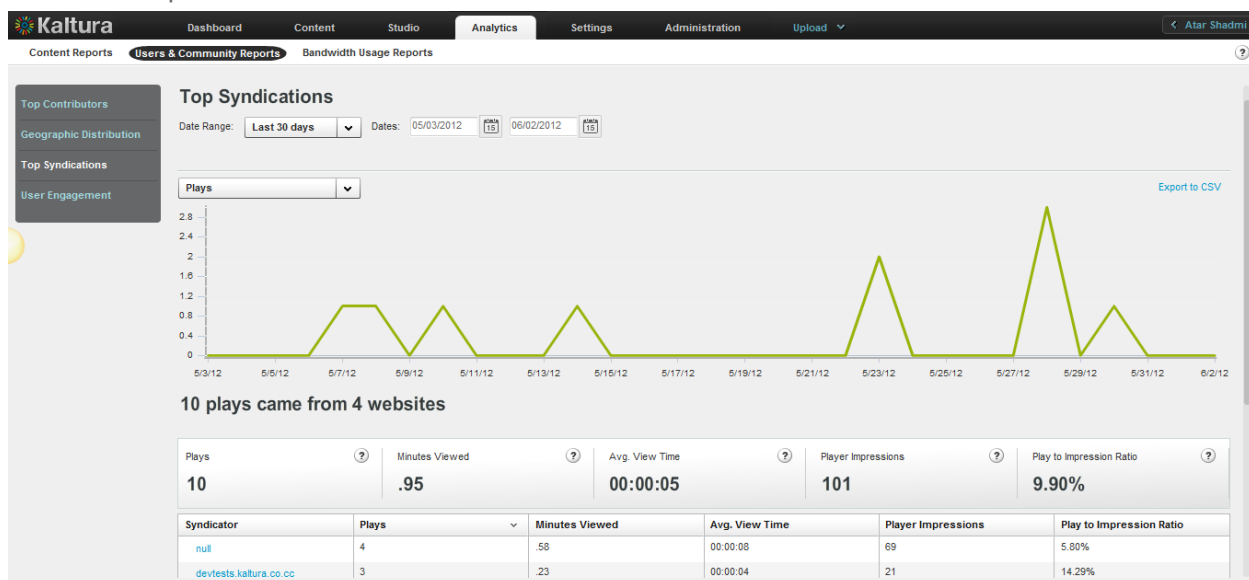 Kaltura Dashboard Content Studio Analytics Settings Administration Upload Atar Shadmi
Content Reports Users & Community Reports Bandwidth Usage Reports ?
Top Contributors
Geographic Distribution
Top Syndications
User Engagement
Top Syndications
Date Range: Last 30 days Dates: 05/03/2012 15 06/02/2012 15
Plays Export to CSV
2.8
2.4
2
1.6
1.2
0.8
0.4
0
5/3/12 5/5/12 5/7/12 5/9/12 5/11/12 5/13/12 5/15/12 5/17/12 5/19/12 5/21/12 5/23/12 5/25/12 5/27/12 5/29/12 5/31/12 6/2/12
10 plays came from 4 websites
Plays ? Minutes Viewed ? Avg. View Time ? Player Impressions ? Play to Impression Ratio ?
10 .95 00:00:05 101 9.90%
Syndicator Plays Minutes Viewed Avg. View Time Player Impressions Play to Impression Ratio
null 4 .58 00:00:08 69 5.80%
devtests.kaltura.co.cc 3 .23 00:00:04 21 14.29%